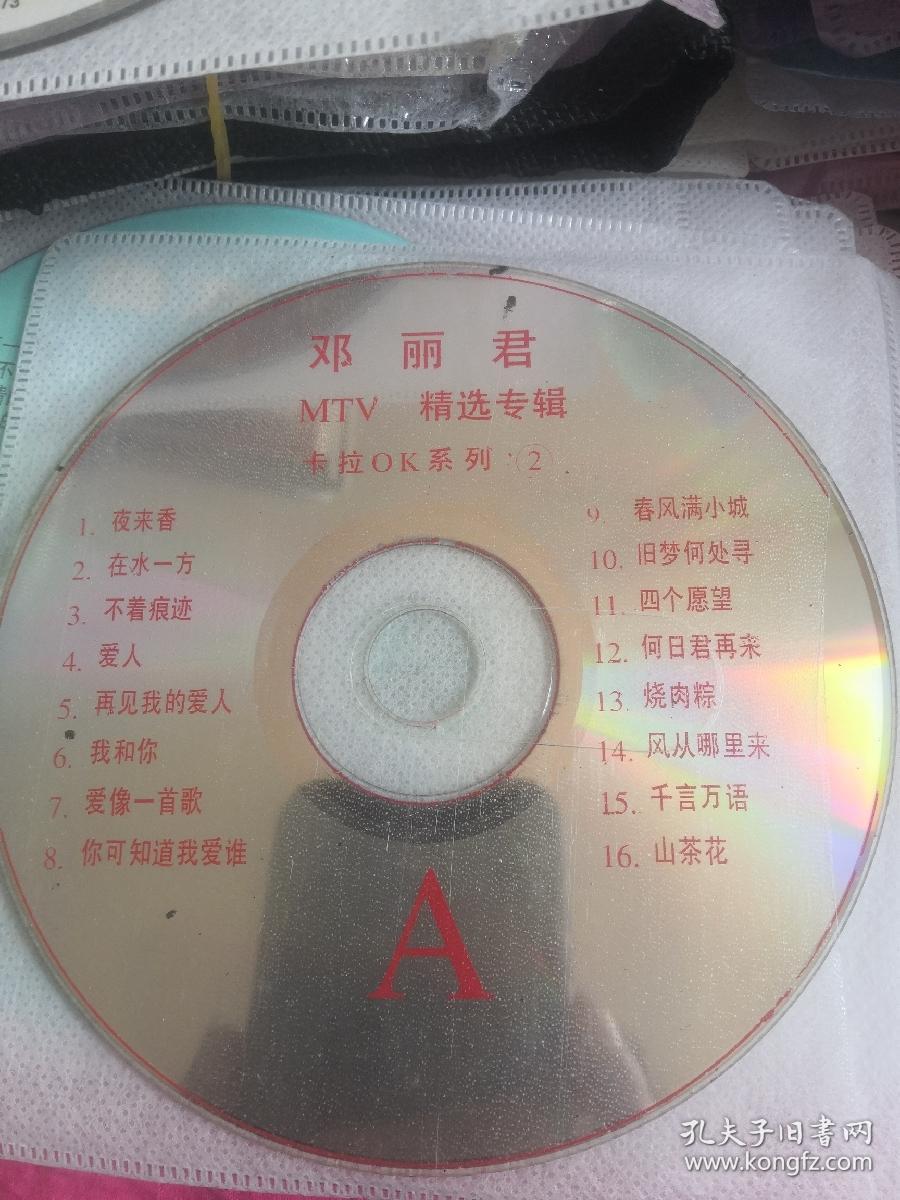 73
邓丽君
MTV 精选专辑
卡拉OK系列 ②
1. 夜来香
2. 在水一方
3. 不着痕迹
4. 爱人
5. 再见我的爱人
6. 我和你
7. 爱像一首歌
8. 你可知道我爱谁
9. 春风满小城
10. 旧梦何处寻
11. 四个愿望
12. 何日君再来
13. 烧肉粽
14. 风从哪里来
15. 千言万语
16. 山茶花
A
孔夫子旧书网
www.kongfz.com